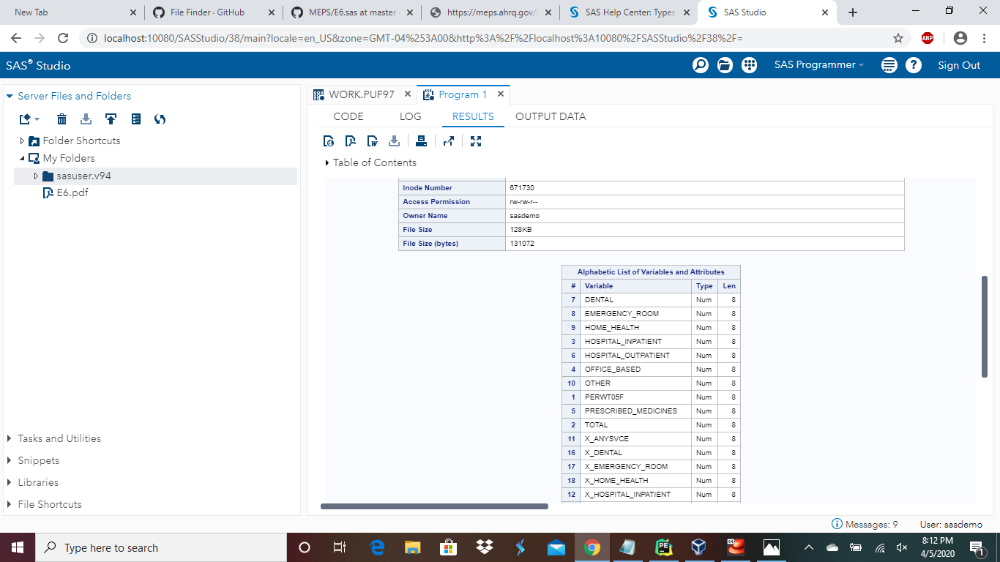 New Tab
File Finder · GitHub
MEPS/E6.sas at master
https://meps.ahrq.gov/
SAS Help Center: Types
SAS Studio
localhost:10080/SASStudio/38/main?locale=en_US&zone=GMT-04%253A00&http%3A%2F%2Flocalhost%3A10080%2FSASStudio%2F38%2F=
ABP
SAS® Studio
SAS Programmer
Sign Out
Server Files and Folders
Folder Shortcuts
My Folders
sasuser.v94
E6.pdf
Tasks and Utilities
Snippets
Libraries
File Shortcuts
WORK.PUF97
Program 1
CODE LOG RESULTS OUTPUT DATA
Table of Contents
Inode Number 671730
Access Permission rw-rw-r--
Owner Name sasdemo
File Size 128KB
File Size (bytes) 131072
Alphabetic List of Variables and Attributes
# Variable Type Len
7 DENTAL Num 8
8 EMERGENCY_ROOM Num 8
9 HOME_HEALTH Num 8
3 HOSPITAL_INPATIENT Num 8
6 HOSPITAL_OUTPATIENT Num 8
4 OFFICE_BASED Num 8
10 OTHER Num 8
1 PERWT05F Num 8
5 PRESCRIBED_MEDICINES Num 8
2 TOTAL Num 8
11 X_ANYSVCE Num 8
16 X_DENTAL Num 8
17 X_EMERGENCY_ROOM Num 8
18 X_HOME_HEALTH Num 8
12 X_HOSPITAL_INPATIENT Num 8
Messages: 9
User: sasdemo
Type here to search
8:12 PM
4/5/2020